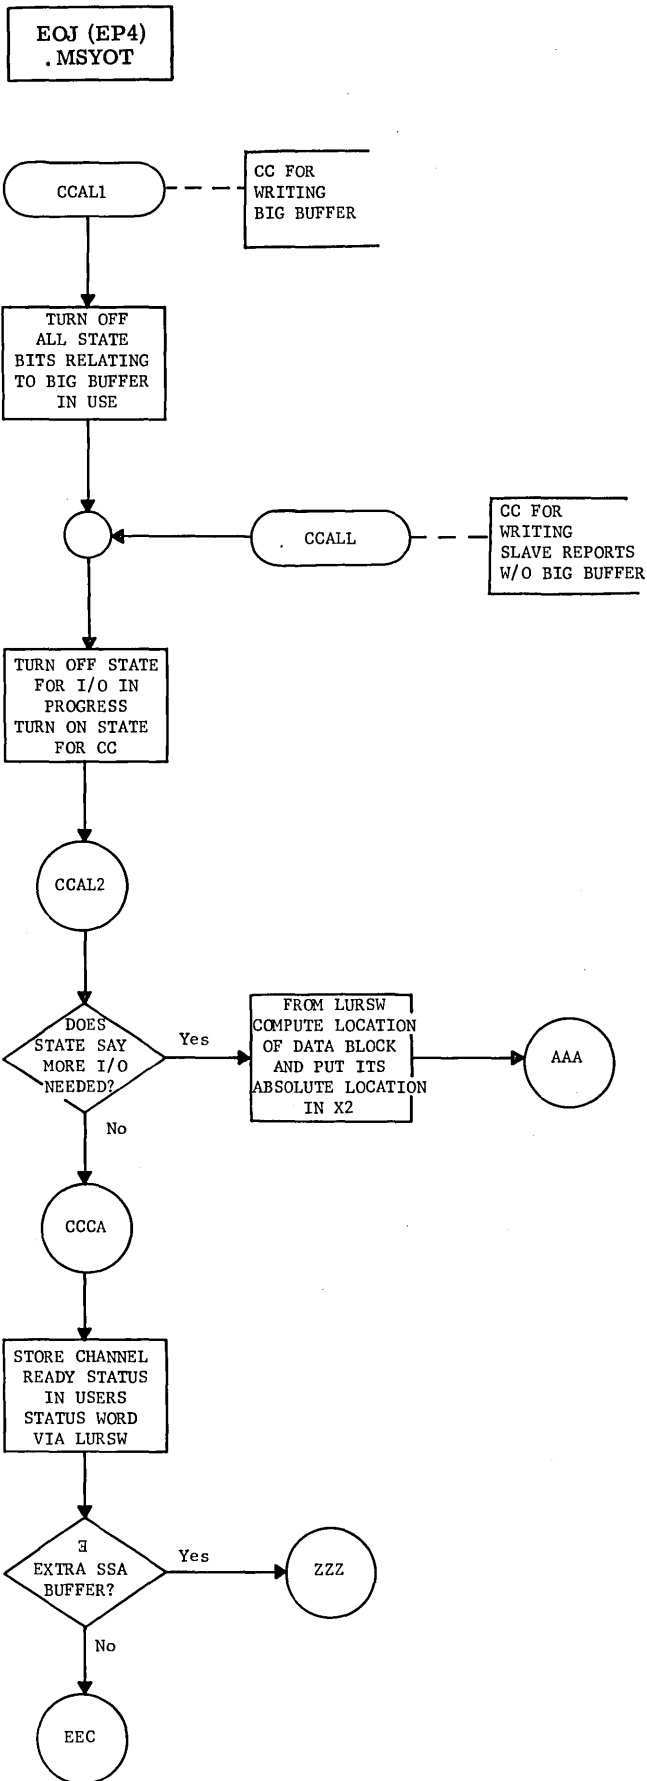 EOJ (EP4)
.MSYOT
CCAL1
CC FOR
WRITING
BIG BUFFER
TURN OFF
ALL STATE
BITS RELATING
TO BIG BUFFER
IN USE
CCALL
CC FOR
WRITING
SLAVE REPORTS
W/O BIG BUFFER
TURN OFF STATE
FOR I/O IN
PROGRESS
TURN ON STATE
FOR CC
CCAL2
DOES
STATE SAY
MORE I/O
NEEDED?
Yes
FROM LURSW
COMPUTE LOCATION
OF DATA BLOCK
AND PUT ITS
ABSOLUTE LOCATION
IN X2
AAA
No
CCCA
STORE CHANNEL
READY STATUS
IN USERS
STATUS WORD
VIA LURSW
∃
EXTRA SSA
BUFFER?
Yes
ZZZ
No
EEC